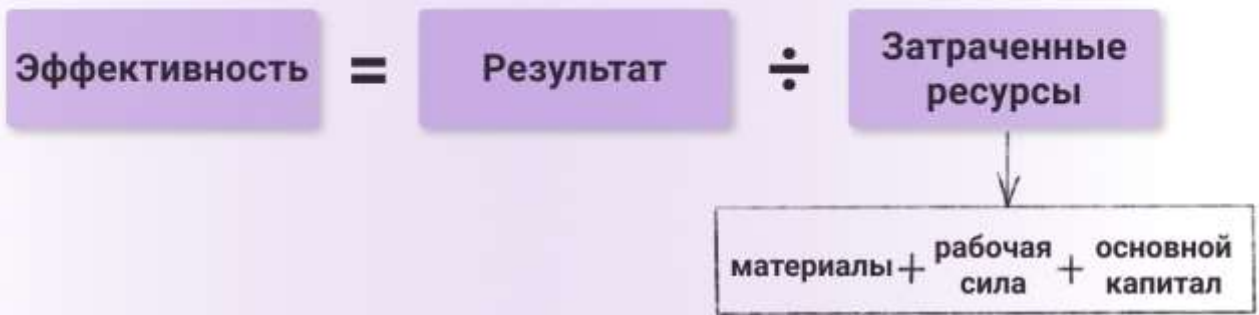 Эффективность = Результат ÷ Затраченные
ресурсы
материалы + рабочая сила + основной капитал